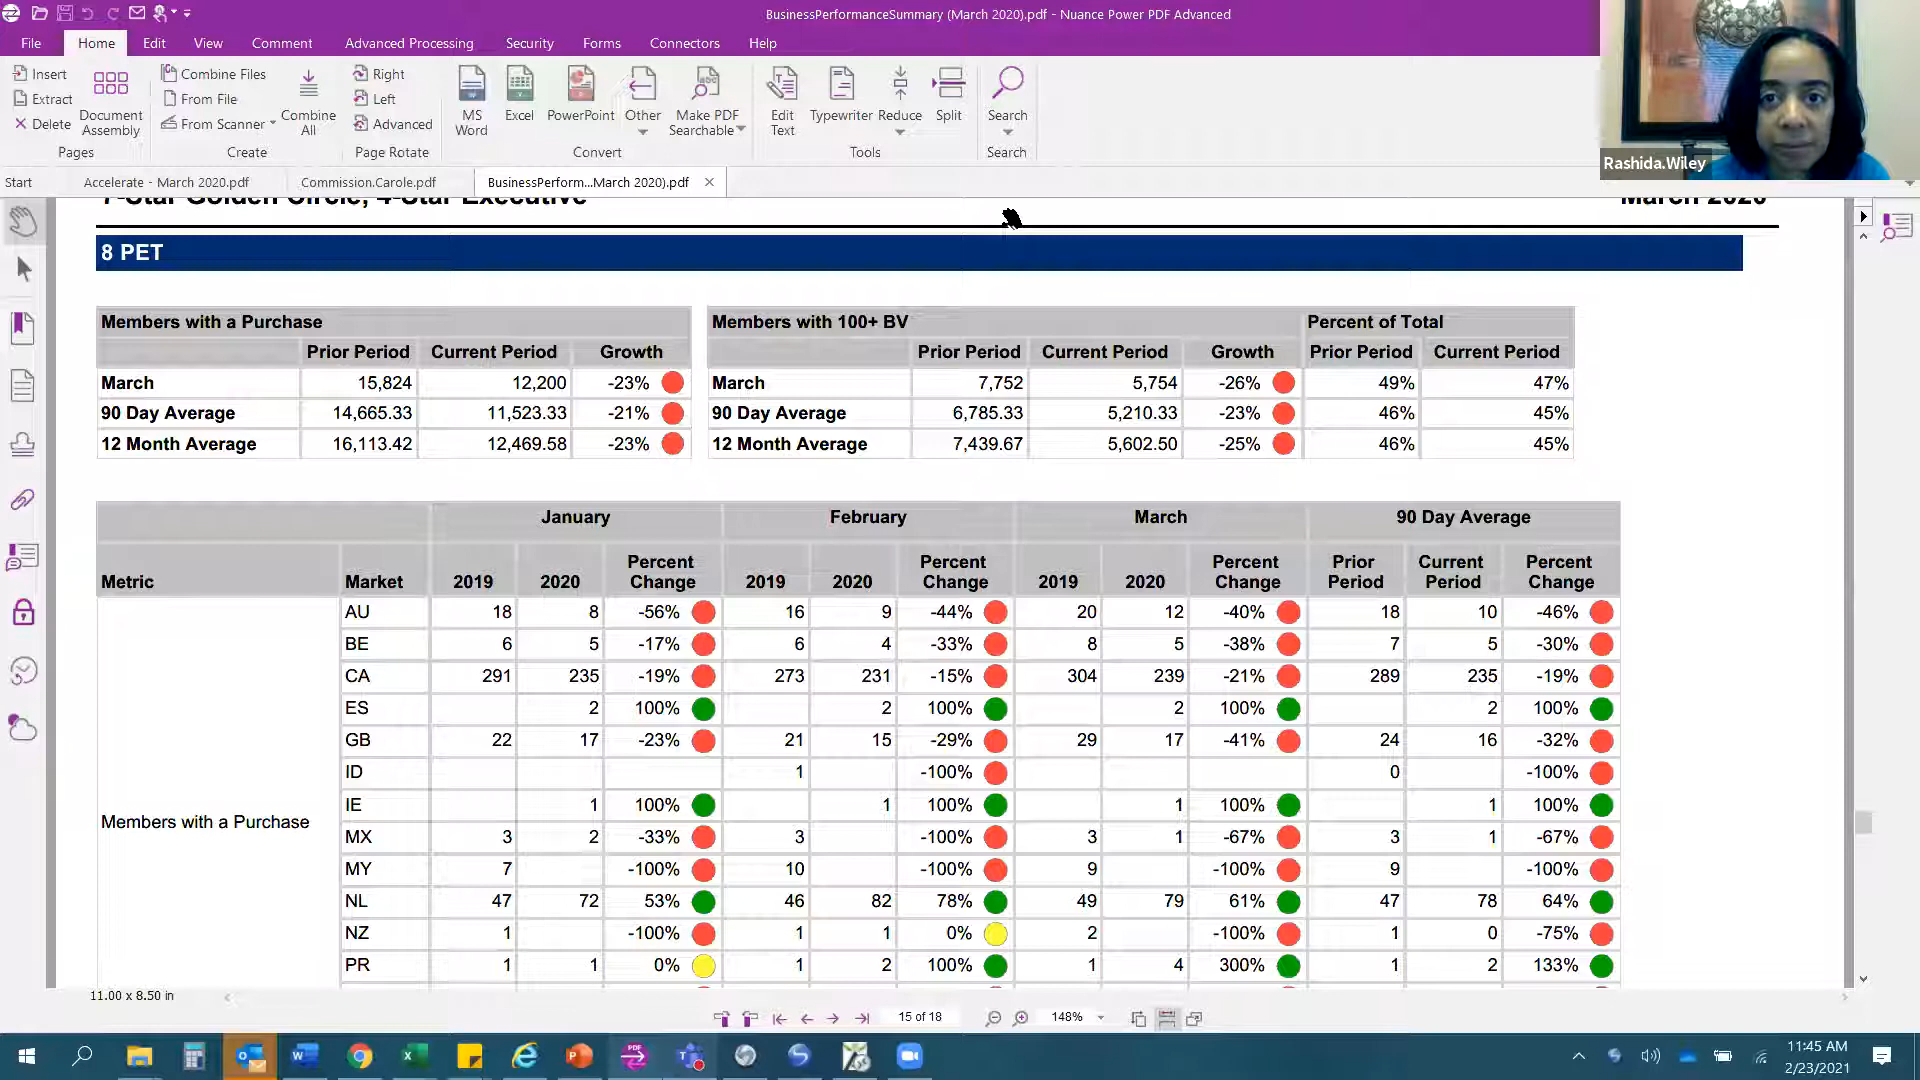 BusinessPerformanceSummary (March 2020).pdf - Nuance Power PDF Advanced
File Home Edit View Comment Advanced Processing Security Forms Connectors Help
Insert
Extract
Delete
Document Assembly
Pages
Combine Files
From File
From Scanner
Combine All
Create
Right
Left
Advanced
Page Rotate
MS Word
Excel
PowerPoint
Other
Make PDF Searchable
Convert
Edit Text
Typewriter
Reduce
Split
Tools
Search
Search
Rashida.Wiley
Start Accelerate - March 2020.pdf Commission.Carole.pdf BusinessPerform...March 2020).pdf
7-Star Golden Circle, 4-Star Executive March 2020
8 PET
Members with a Purchase
Prior Period Current Period Growth
March 15,824 12,200 -23%
90 Day Average 14,665.33 11,523.33 -21%
12 Month Average 16,113.42 12,469.58 -23%
Members with 100+ BV Percent of Total
Prior Period Current Period Growth Prior Period Current Period
March 7,752 5,754 -26% 49% 47%
90 Day Average 6,785.33 5,210.33 -23% 46% 45%
12 Month Average 7,439.67 5,602.50 -25% 46% 45%
January February March 90 Day Average
Metric Market 2019 2020 Percent Change 2019 2020 Percent Change 2019 2020 Percent Change Prior Period Current Period Percent Change
Members with a Purchase
AU 18 8 -56% 16 9 -44% 20 12 -40% 18 10 -46%
BE 6 5 -17% 6 4 -33% 8 5 -38% 7 5 -30%
CA 291 235 -19% 273 231 -15% 304 239 -21% 289 235 -19%
ES 2 100% 2 100% 2 100% 2 100%
GB 22 17 -23% 21 15 -29% 29 17 -41% 24 16 -32%
ID 1 -100% 0 -100%
IE 1 100% 1 100% 1 100% 1 100%
MX 3 2 -33% 3 -100% 3 1 -67% 3 1 -67%
MY 7 -100% 10 -100% 9 -100% 9 -100%
NL 47 72 53% 46 82 78% 49 79 61% 47 78 64%
NZ 1 -100% 1 1 0% 2 -100% 1 0 -75%
PR 1 1 0% 1 2 100% 1 4 300% 1 2 133%
11.00 x 8.50 in
15 of 18
148%
11:45 AM
2/23/2021